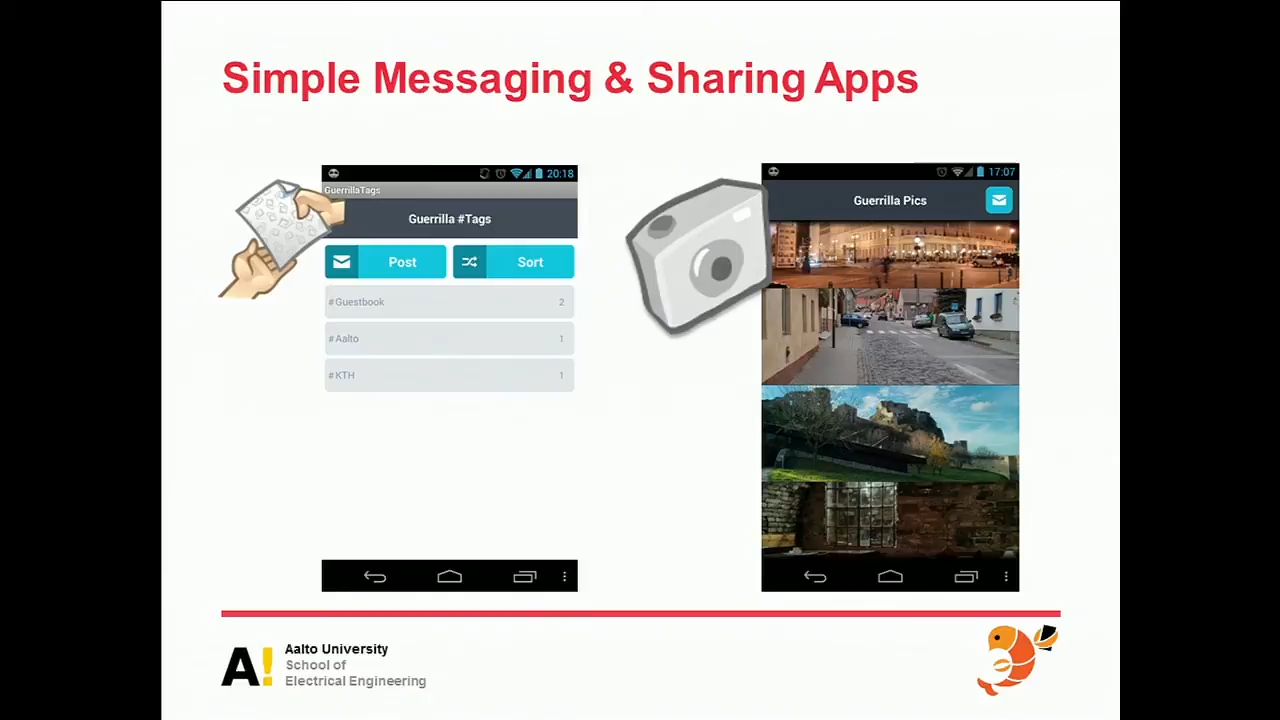 Simple Messaging & Sharing Apps
20:18
GuerrillaTags
Guerrilla #Tags
Post
Sort
#Guestbook 2
#Aalto 1
#KTH 1
17:07
Guerrilla Pics
A!
Aalto University
School of
Electrical Engineering